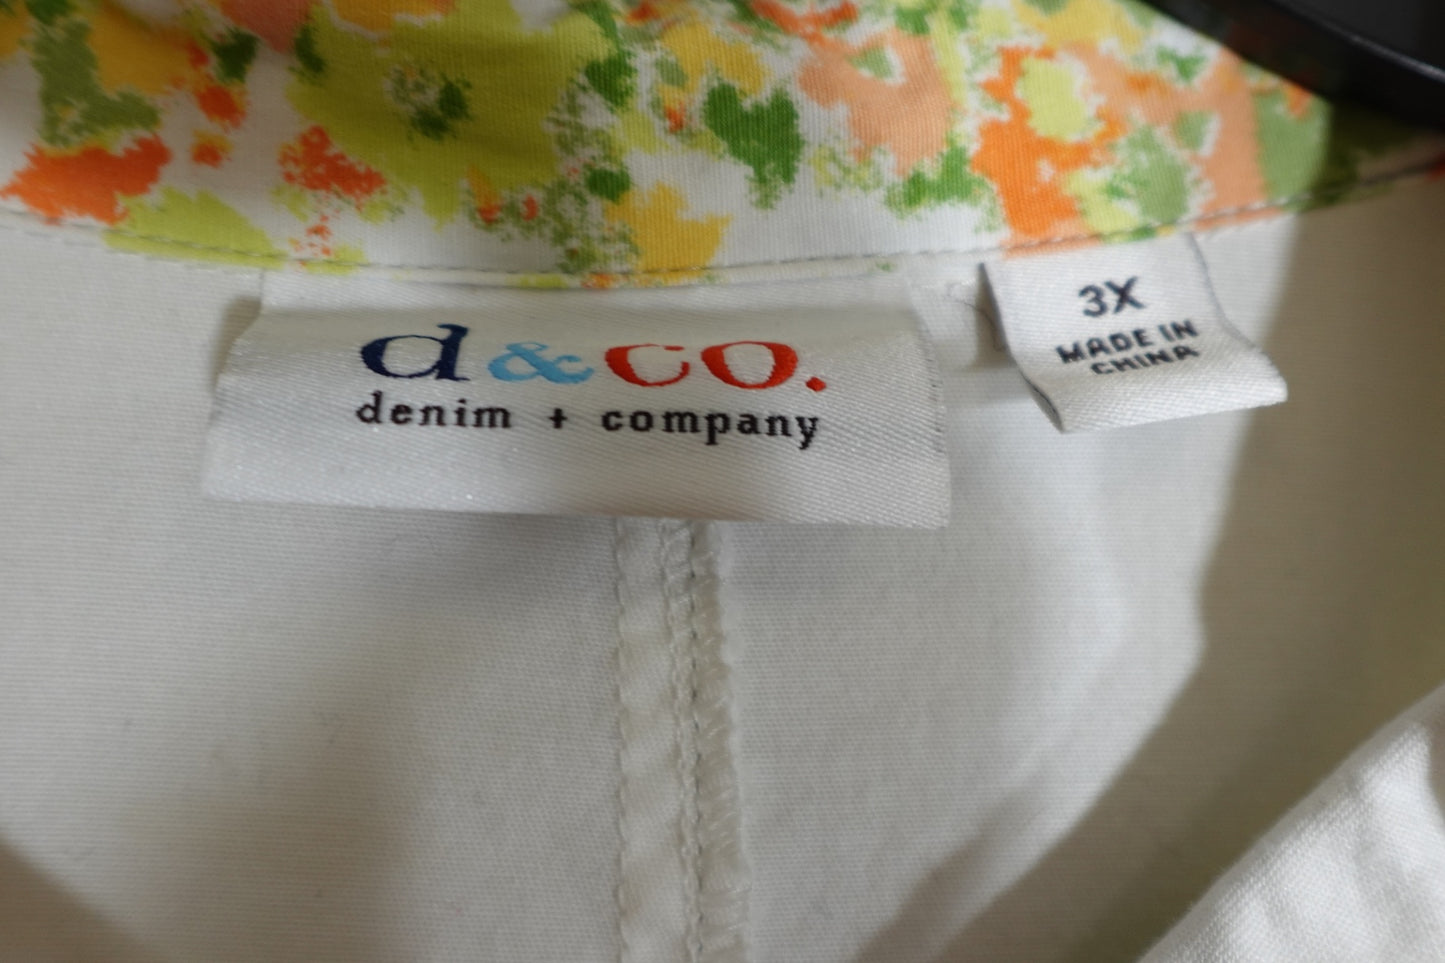 d&co.
denim + company
3X
MADE IN
CHINA